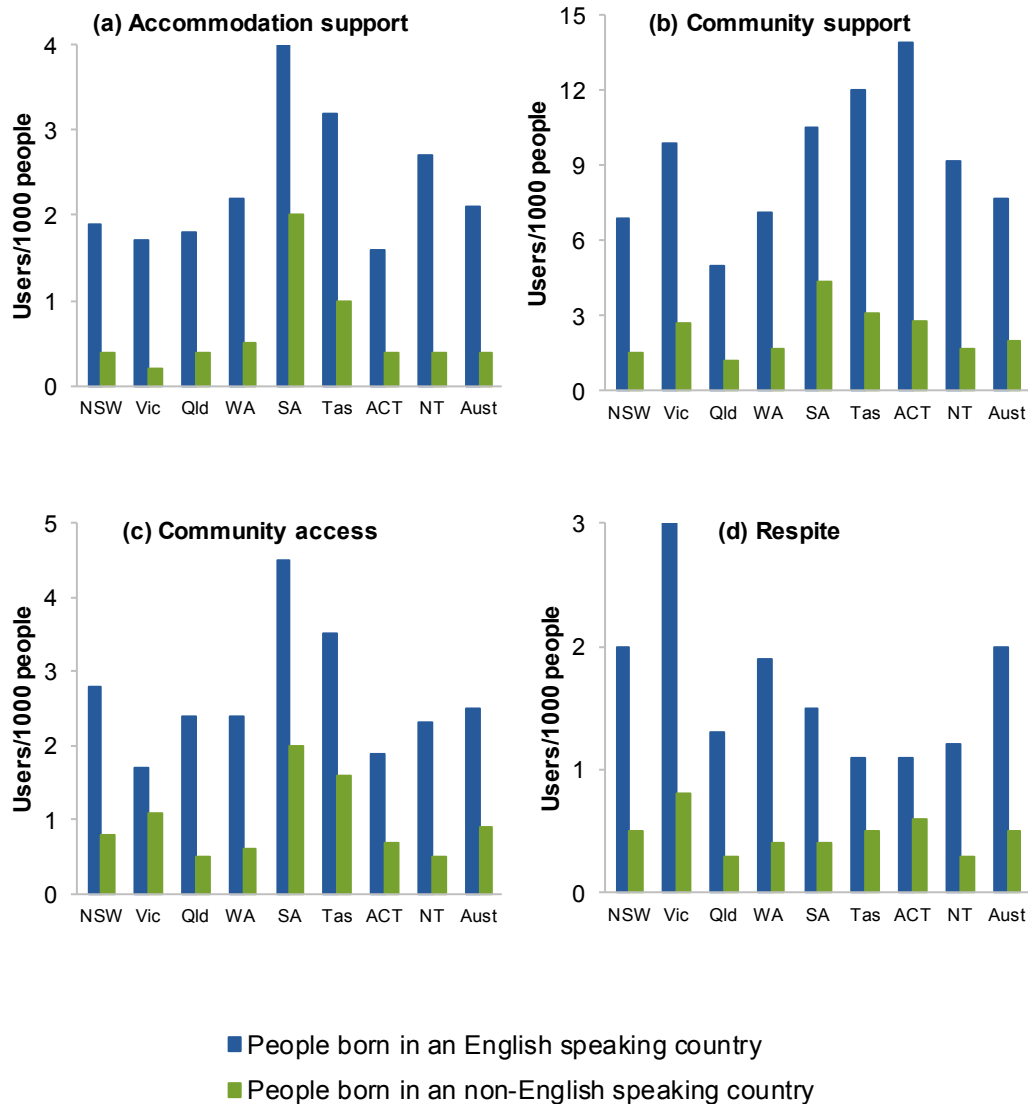 (a) Accommodation support
Users/1000 people
4
3
2
1
0
NSW Vic Qld WA SA Tas ACT NT Aust
(b) Community support
Users/1000 people
15
12
9
6
3
0
NSW Vic Qld WA SA Tas ACT NT Aust
(c) Community access
Users/1000 people
5
4
3
2
1
0
NSW Vic Qld WA SA Tas ACT NT Aust
(d) Respite
Users/1000 people
3
2
1
0
NSW Vic Qld WA SA Tas ACT NT Aust
People born in an English speaking country
People born in an non-English speaking country